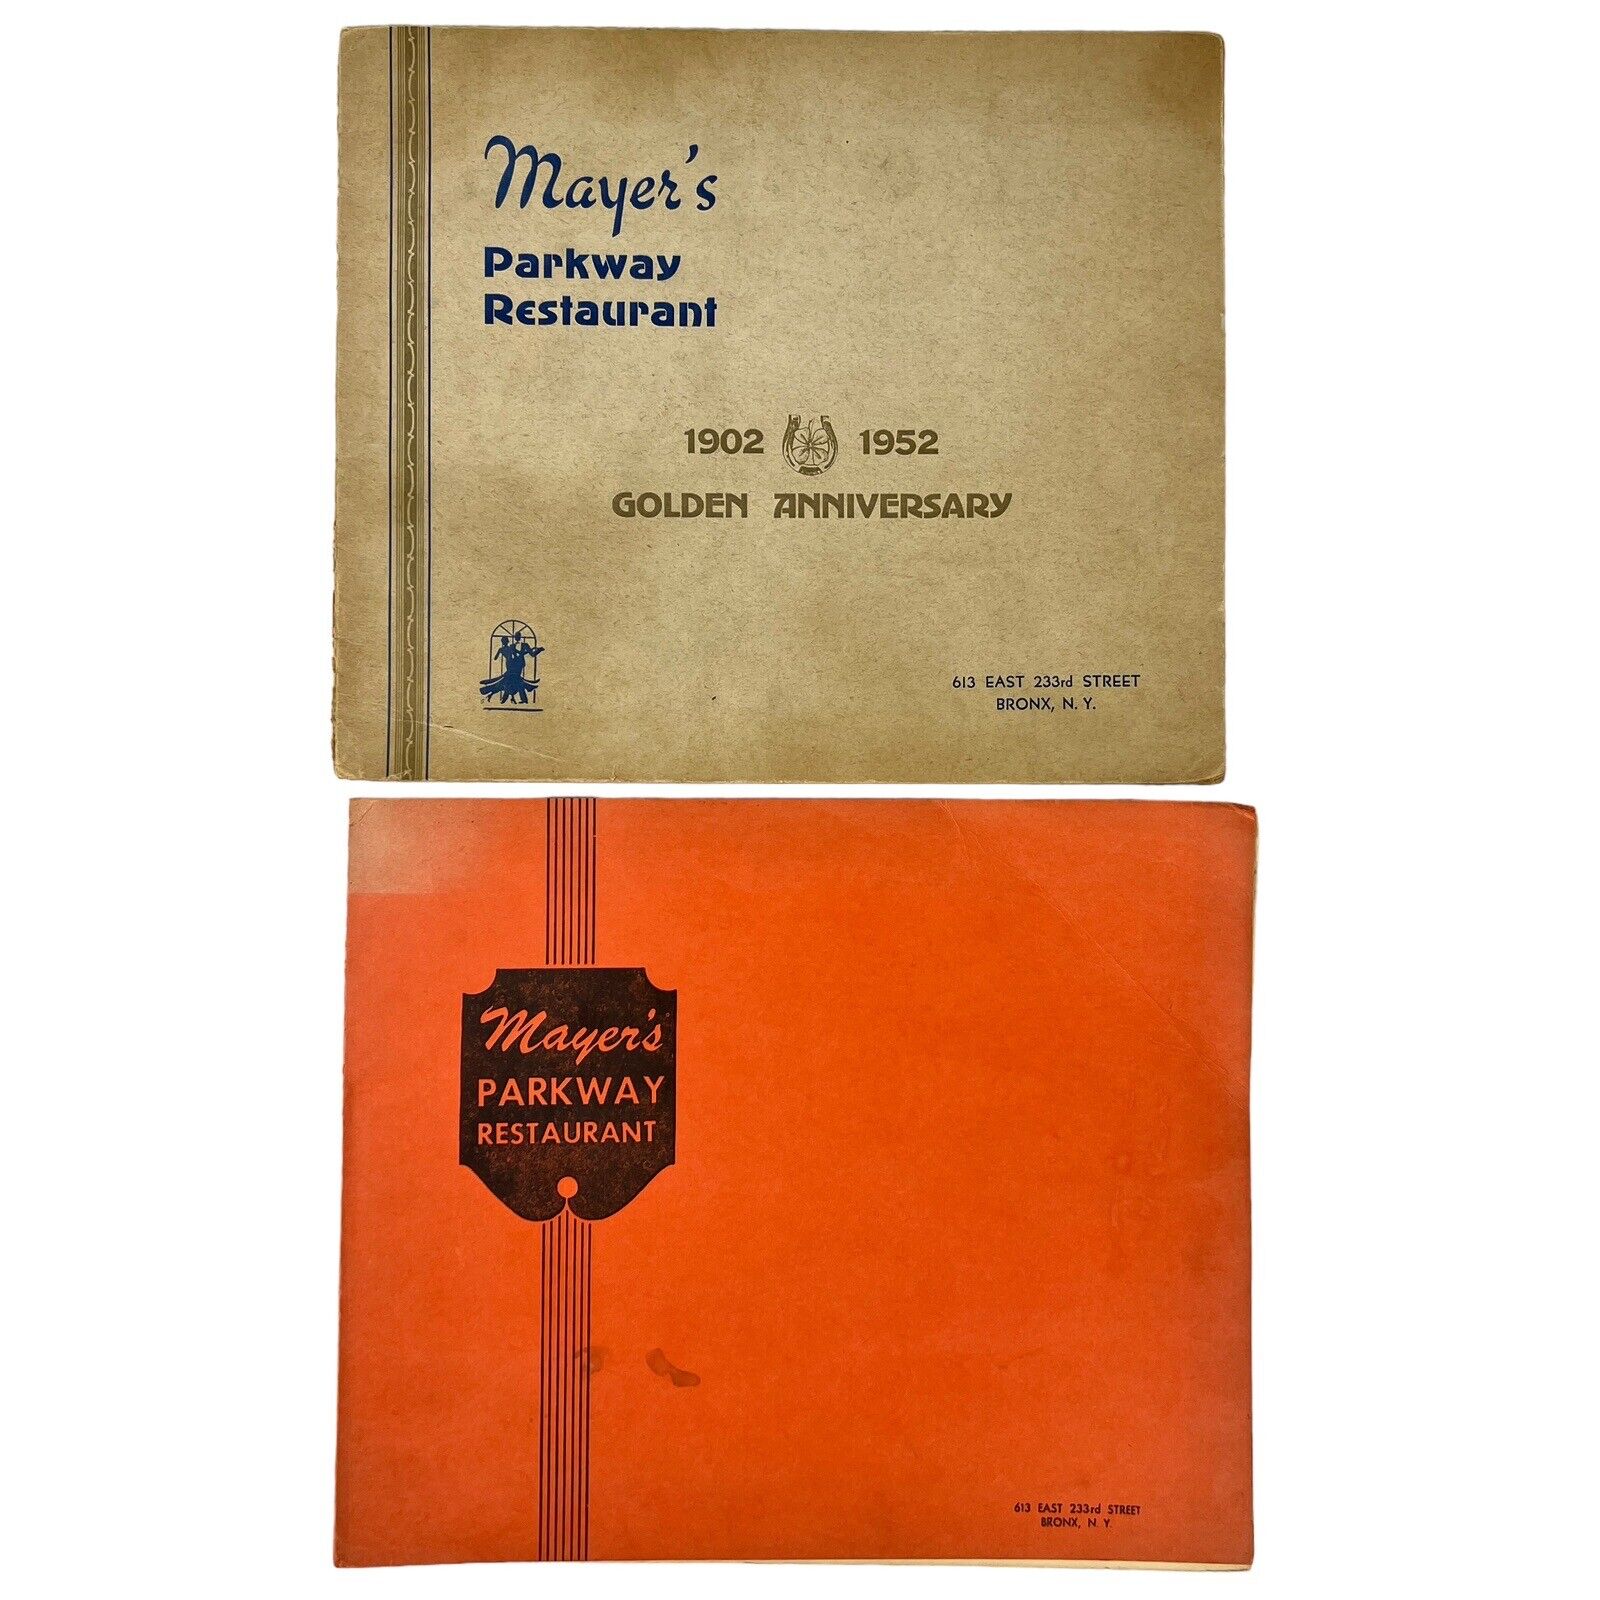 Mayer's
Parkway
Restaurant
1902 1952
GOLDEN ANNIVERSARY
613 EAST 233rd STREET
BRONX, N. Y.
Mayer's
PARKWAY
RESTAURANT
613 EAST 233rd STREET
BRONX, N. Y.